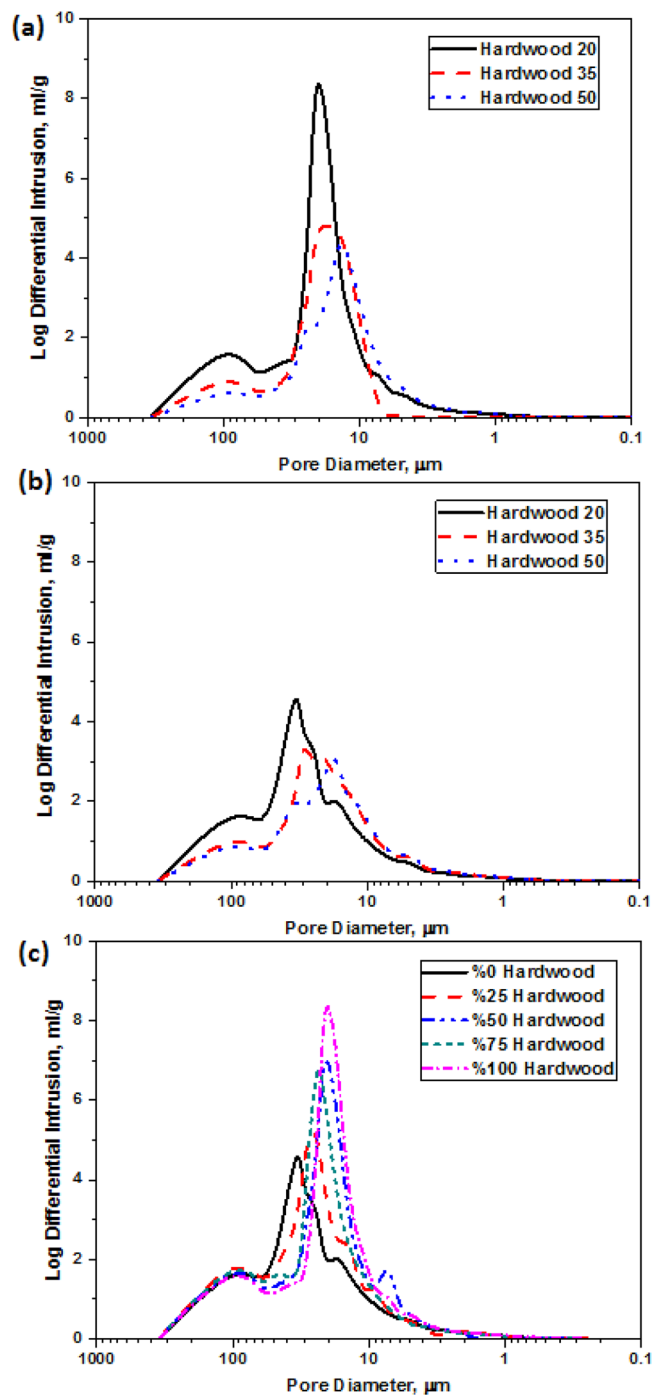 (a)
Hardwood 20
Hardwood 35
Hardwood 50
10
8
6
4
2
0
Log Differential Intrusion, ml/g
1000
100
10
1
0.1
Pore Diameter, µm
(b)
Hardwood 20
Hardwood 35
Hardwood 50
10
8
6
4
2
0
Log Differential Intrusion, ml/g
1000
100
10
1
0.1
Pore Diameter, µm
(c)
%0 Hardwood
%25 Hardwood
%50 Hardwood
%75 Hardwood
%100 Hardwood
10
8
6
4
2
0
Log Differential Intrusion, ml/g
1000
100
10
1
0.1
Pore Diameter, µm